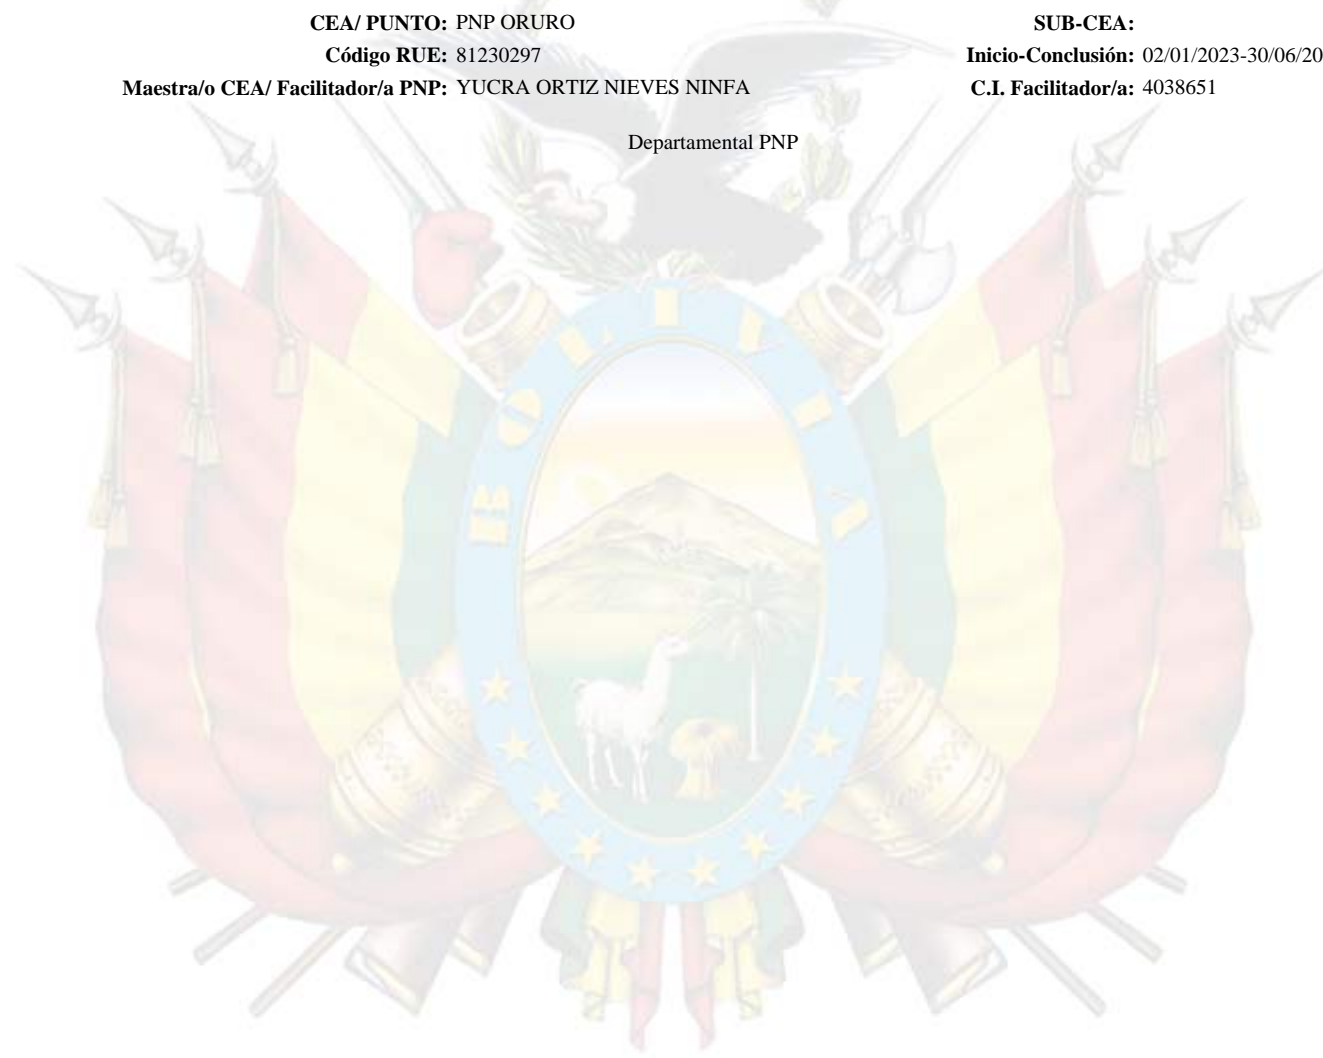 CEA/ PUNTO: PNP ORURO SUB-CEA:
Código RUE: 81230297 Inicio-Conclusión: 02/01/2023-30/06/20
Maestra/o CEA/ Facilitador/a PNP: YUCRA ORTIZ NIEVES NINFA C.I. Facilitador/a: 4038651
Departamental PNP
BOLIVIA